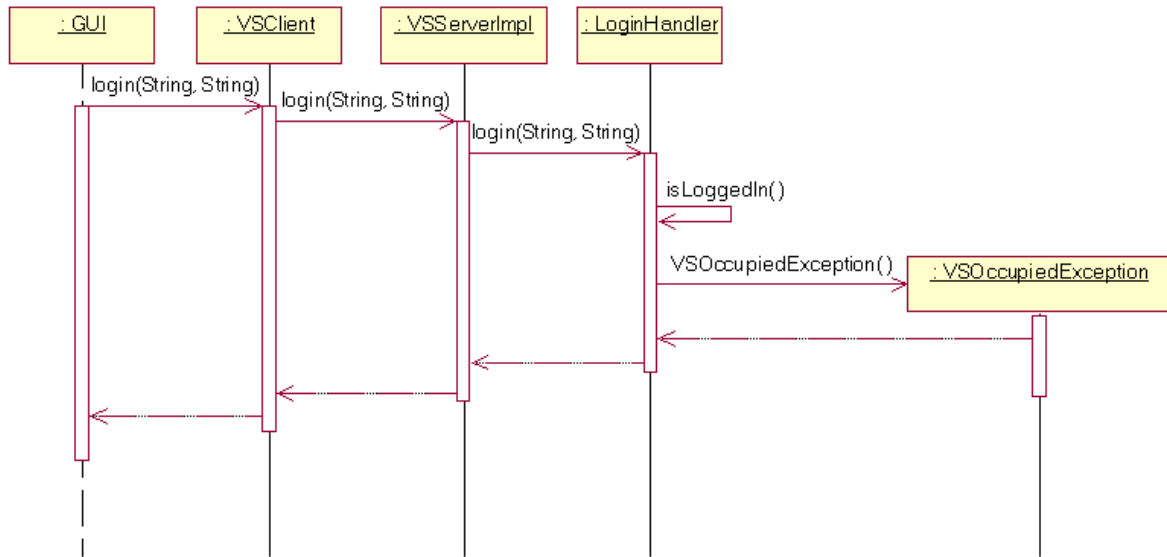 : GUI
: VSClient
: VSServerImpl
: LoginHandler
login(String, String)
login(String, String)
login(String, String)
isLoggedIn()
VSOccupiedException()
: VSOccupiedException